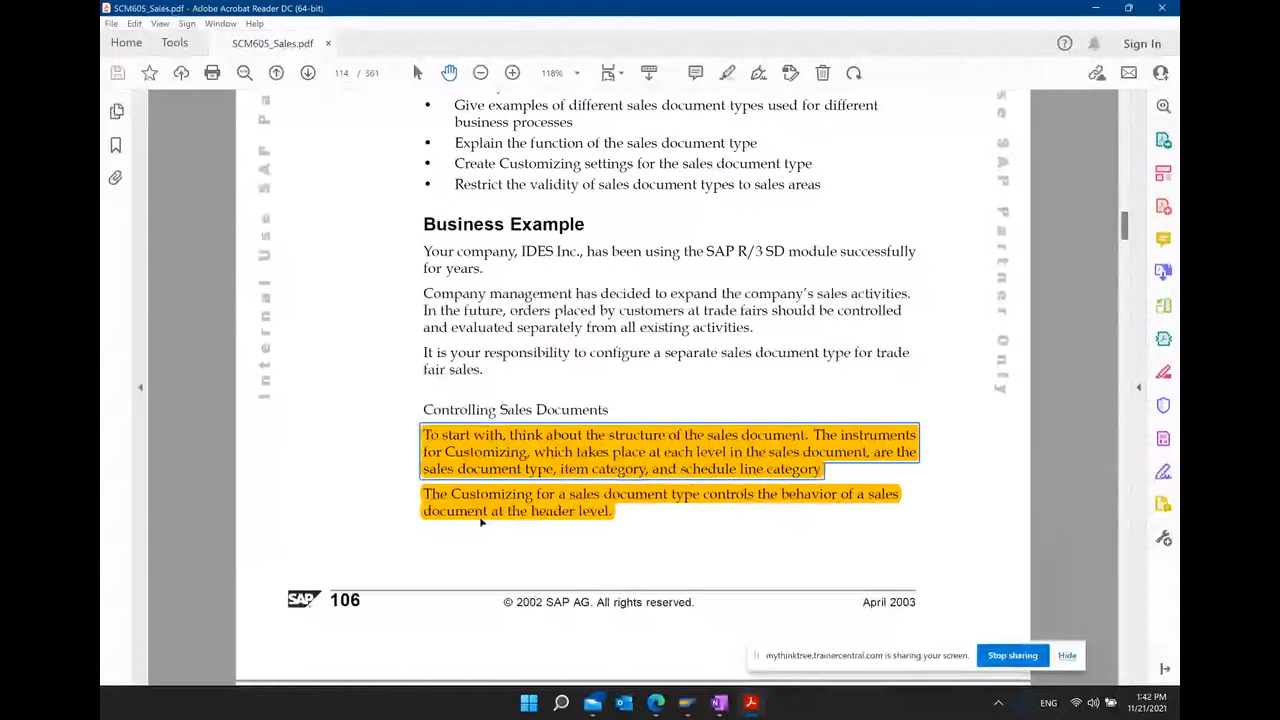 SCM605_Sales.pdf - Adobe Acrobat Reader DC (64-bit)
File Edit View Sign Window Help
Home Tools SCM605_Sales.pdf × Sign In
114 / 561 118%
• Give examples of different sales document types used for different
business processes
• Explain the function of the sales document type
• Create Customizing settings for the sales document type
• Restrict the validity of sales document types to sales areas
Business Example
Your company, IDES Inc., has been using the SAP R/3 SD module successfully
for years.
Company management has decided to expand the company's sales activities.
In the future, orders placed by customers at trade fairs should be controlled
and evaluated separately from all existing activities.
It is your responsibility to configure a separate sales document type for trade
fair sales.
Controlling Sales Documents
To start with, think about the structure of the sales document. The instruments
for Customizing, which takes place at each level in the sales document, are the
sales document type, item category, and schedule line category
The Customizing for a sales document type controls the behavior of a sales
document at the header level.
Internal Use SAP Pa
se SAP Partner Only
SAP 106 © 2002 SAP AG. All rights reserved. April 2003
mythinktree.trainercentral.com is sharing your screen. Stop sharing Hide
ENG 1:42 PM
11/21/2021